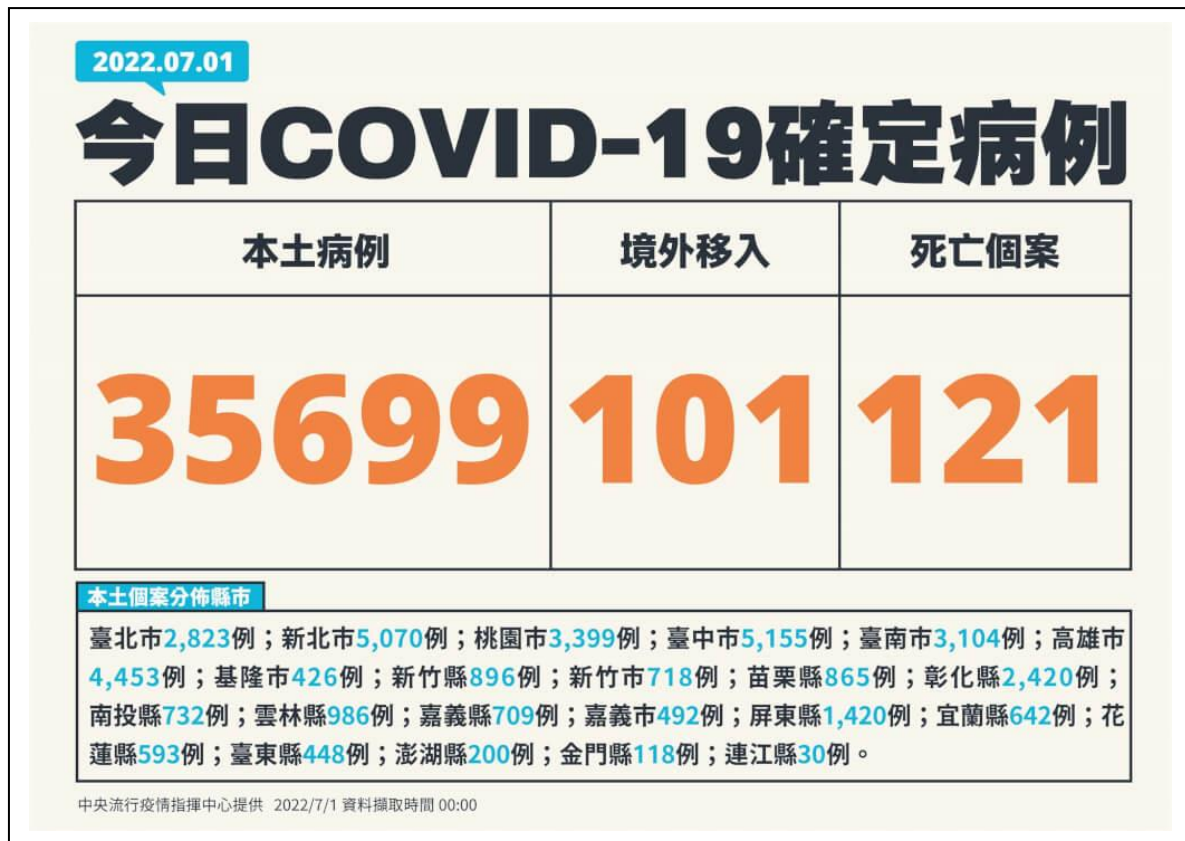 2022.07.01
今日COVID-19確定病例
本土病例 境外移入 死亡個案
35699 101 121
本土個案分佈縣市
臺北市2,823例；新北市5,070例；桃園市3,399例；臺中市5,155例；臺南市3,104例；高雄市
4,453例；基隆市426例；新竹縣896例；新竹市718例；苗栗縣865例；彰化縣2,420例；
南投縣732例；雲林縣986例；嘉義縣709例；嘉義市492例；屏東縣1,420例；宜蘭縣642例；花
蓮縣593例；臺東縣448例；澎湖縣200例；金門縣118例；連江縣30例。
中央流行疫情指揮中心提供 2022/7/1 資料擷取時間 00:00